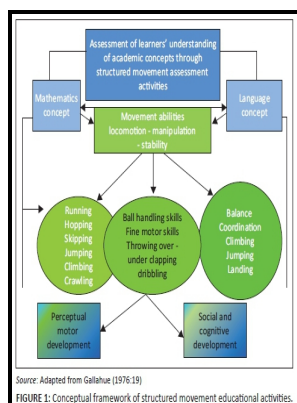 Assessment of learners' understanding
of academic concepts through
structured movement assessment
activities
Mathematics
concept
Language
concept
Movement abilities
locomotion - manipulation
- stability
Running
Hopping
Skipping
Jumping
Climbing
Crawling
Ball handling skills
Fine motor skills
Throwing over -
under clapping
dribbling
Balance
Coordination
Climbing
Jumping
Landing
Perceptual
motor
development
Social and
cognitive
development
Source: Adapted from Gallahue (1976:19)
FIGURE 1: Conceptual framework of structured movement educational activities.